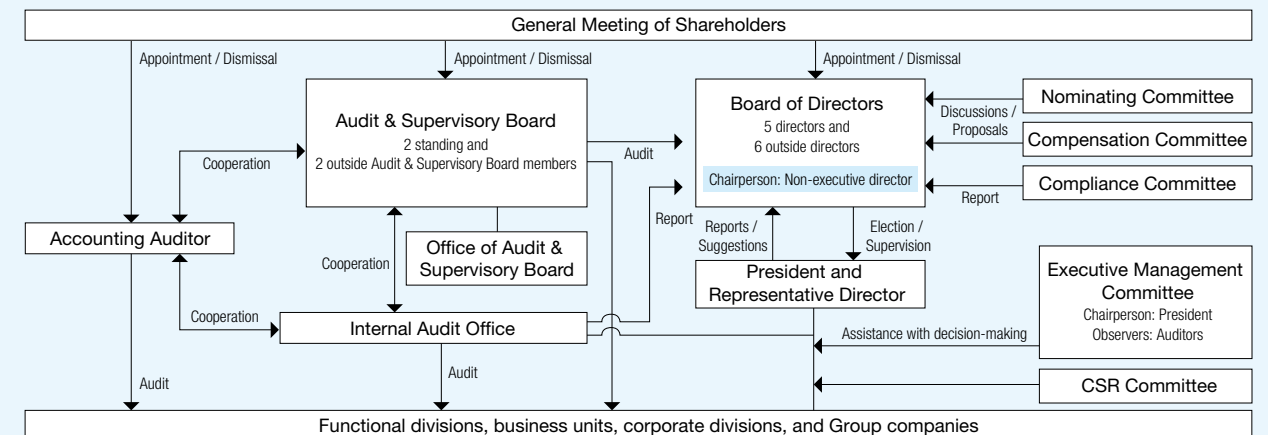 General Meeting of Shareholders
Appointment / Dismissal
Appointment / Dismissal
Appointment / Dismissal
Audit & Supervisory Board
2 standing and
2 outside Audit & Supervisory Board members
Board of Directors
5 directors and
6 outside directors
Chairperson: Non-executive director
Nominating Committee
Discussions /
Proposals
Compensation Committee
Compliance Committee
Report
Cooperation
Audit
Report
Accounting Auditor
Office of Audit &
Supervisory Board
Cooperation
Reports /
Suggestions
Election /
Supervision
President and
Representative Director
Executive Management
Committee
Chairperson: President
Observers: Auditors
Cooperation
Internal Audit Office
Assistance with decision-making
Audit
Audit
CSR Committee
Functional divisions, business units, corporate divisions, and Group companies